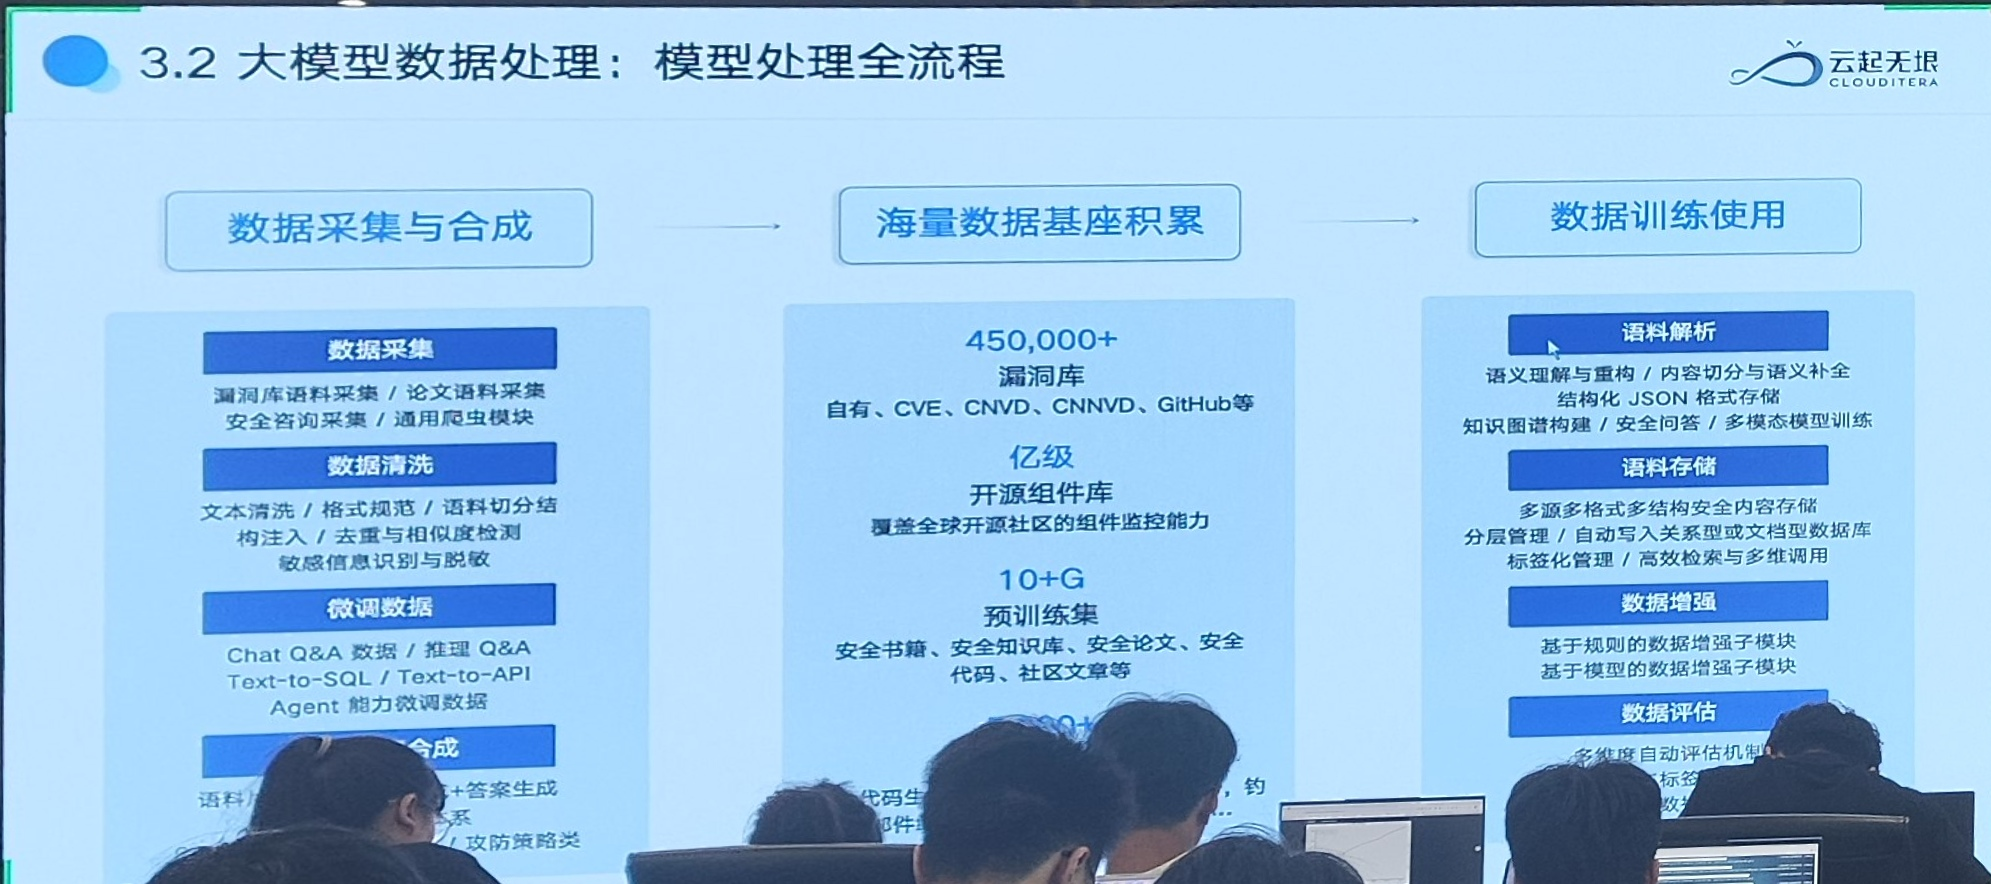 3.2 大模型数据处理：模型处理全流程
云起无垠
CLOUDITERA
数据采集与合成
数据采集
漏洞库语料采集 / 论文语料采集
安全咨询采集 / 通用爬虫模块
数据清洗
文本清洗 / 格式规范 / 语料切分结
构注入 / 去重与相似度检测
敏感信息识别与脱敏
微调数据
Chat Q&A 数据 / 推理 Q&A
Text-to-SQL / Text-to-API
Agent 能力微调数据
合成
语料
+答案生成
系
/ 攻防策略类
海量数据基座积累
450,000+
漏洞库
自有、CVE、CNVD、CNNVD、GitHub等
亿级
开源组件库
覆盖全球开源社区的组件监控能力
10+G
预训练集
安全书籍、安全知识库、安全论文、安全
代码、社区文章等
代码生
，钓
件
...
数据训练使用
语料解析
语义理解与重构 / 内容切分与语义补全
结构化 JSON 格式存储
知识图谱构建 / 安全问答 / 多模态模型训练
语料存储
多源多格式多结构安全内容存储
分层管理 / 自动写入关系型或文档型数据库
标签化管理 / 高效检索与多维调用
数据增强
基于规则的数据增强子模块
基于模型的数据增强子模块
数据评估
多维度自动评估机制
标签
数